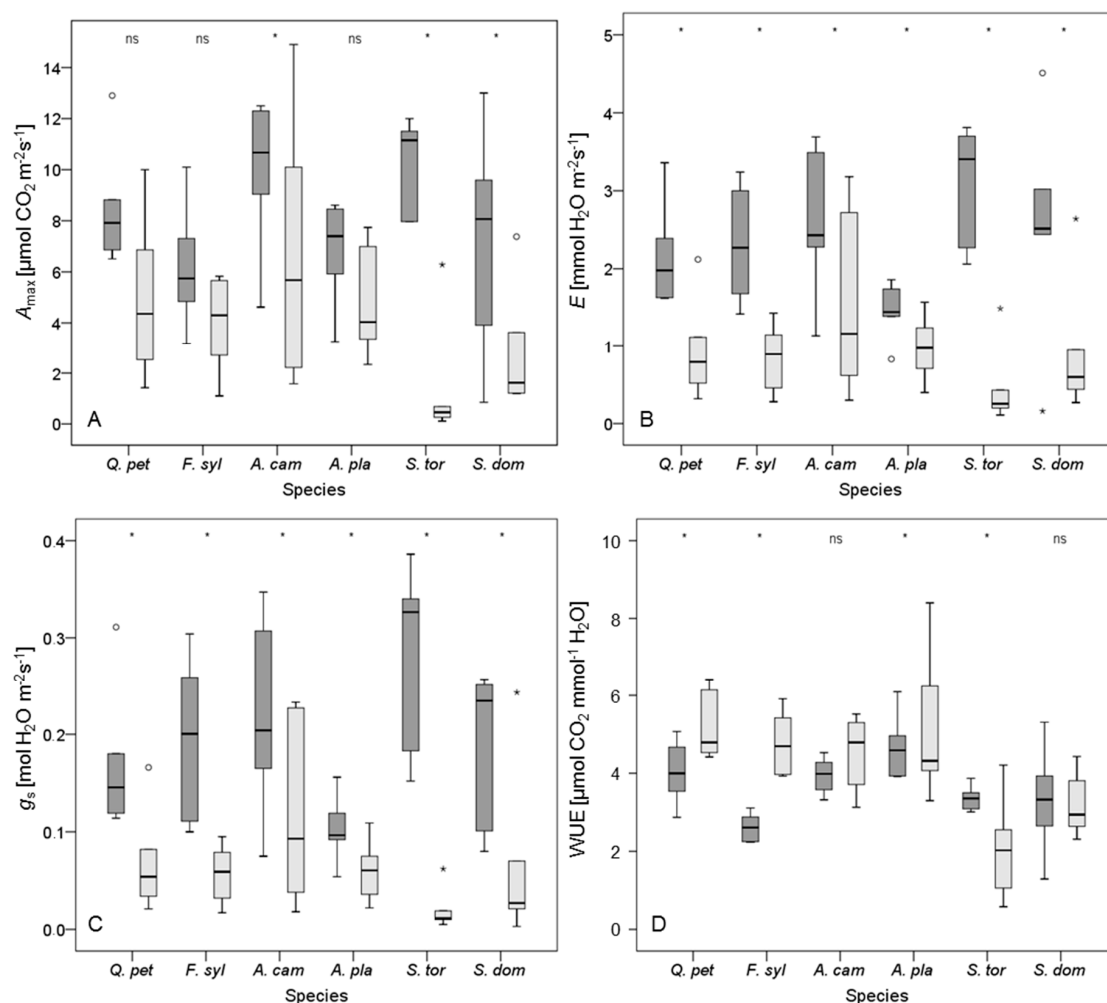 ns ns * ns * *
14
12
10
8
6
4
2
0
A_max [µmol CO₂ m⁻²s⁻¹]
A
Q. pet F. syl A. cam A. pla S. tor S. dom
Species
* * * * * *
5
4
3
2
1
0
E [mmol H₂O m⁻²s⁻¹]
B
Q. pet F. syl A. cam A. pla S. tor S. dom
Species
* * * * * *
0.4
0.3
0.2
0.1
0.0
g_s [mol H₂O m⁻²s⁻¹]
C
Q. pet F. syl A. cam A. pla S. tor S. dom
Species
* * ns * * ns
10
8
6
4
2
0
WUE [µmol CO₂ mmol⁻¹ H₂O]
D
Q. pet F. syl A. cam A. pla S. tor S. dom
Species